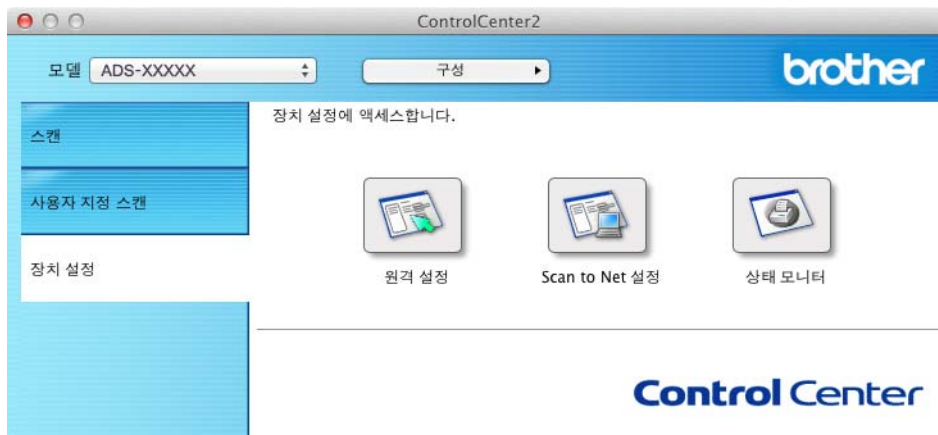 ControlCenter2
모델 ADS-XXXXX 구성 brother
스캔
사용자 지정 스캔
장치 설정
장치 설정에 액세스합니다.
원격 설정 Scan to Net 설정 상태 모니터
Control Center